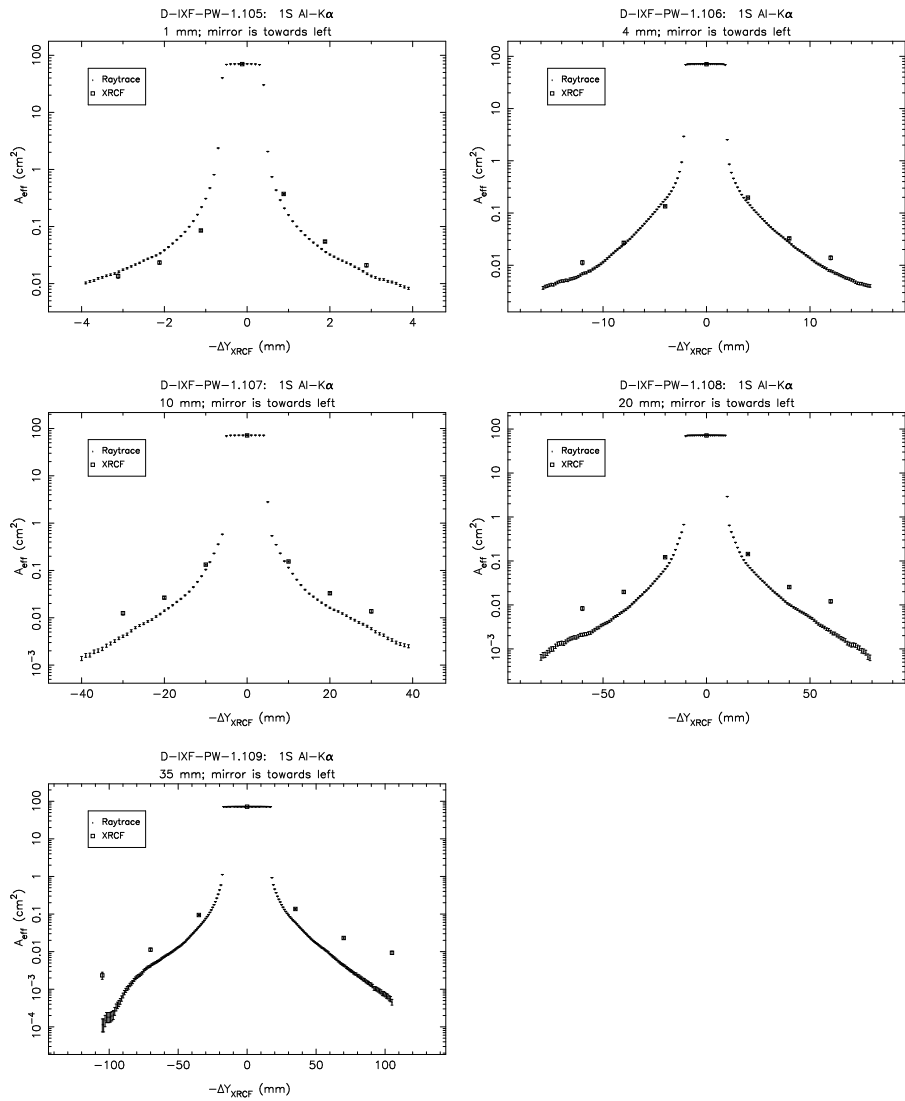 D-IXF-PW-1.105: 1S Al-Kα
1 mm; mirror is towards left
100
10
1
0.1
0.01
A_eff (cm²)
Raytrace
XRCF
−4 −2 0 2 4
−ΔY_XRCF (mm)
D-IXF-PW-1.106: 1S Al-Kα
4 mm; mirror is towards left
100
10
1
0.1
0.01
A_eff (cm²)
Raytrace
XRCF
−10 0 10
−ΔY_XRCF (mm)
D-IXF-PW-1.107: 1S Al-Kα
10 mm; mirror is towards left
100
10
1
0.1
0.01
10⁻³
A_eff (cm²)
Raytrace
XRCF
−40 −20 0 20 40
−ΔY_XRCF (mm)
D-IXF-PW-1.108: 1S Al-Kα
20 mm; mirror is towards left
100
10
1
0.1
0.01
10⁻³
A_eff (cm²)
Raytrace
XRCF
−50 0 50
−ΔY_XRCF (mm)
D-IXF-PW-1.109: 1S Al-Kα
35 mm; mirror is towards left
100
10
1
0.1
0.01
10⁻³
10⁻⁴
A_eff (cm²)
Raytrace
XRCF
−100 −50 0 50 100
−ΔY_XRCF (mm)